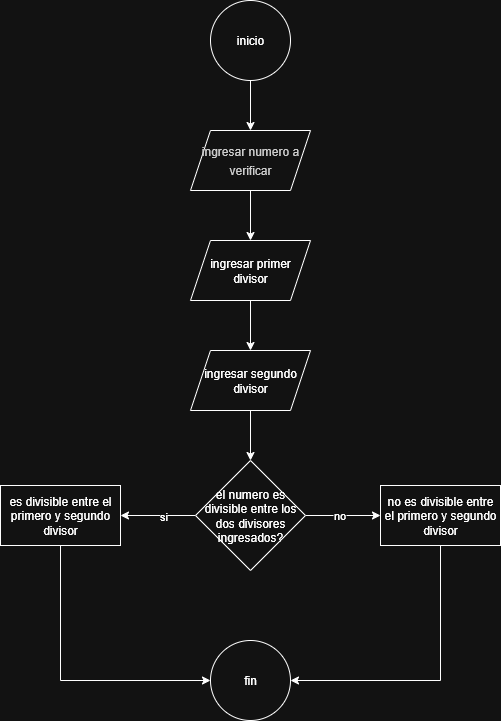 inicio
ingresar numero a
verificar
ingresar primer
divisor
ingresar segundo
divisor
el numero es
divisible entre los
dos divisores
ingresados?
es divisible entre el
primero y segundo
divisor
si
no
no es divisible entre
el primero y segundo
divisor
fin